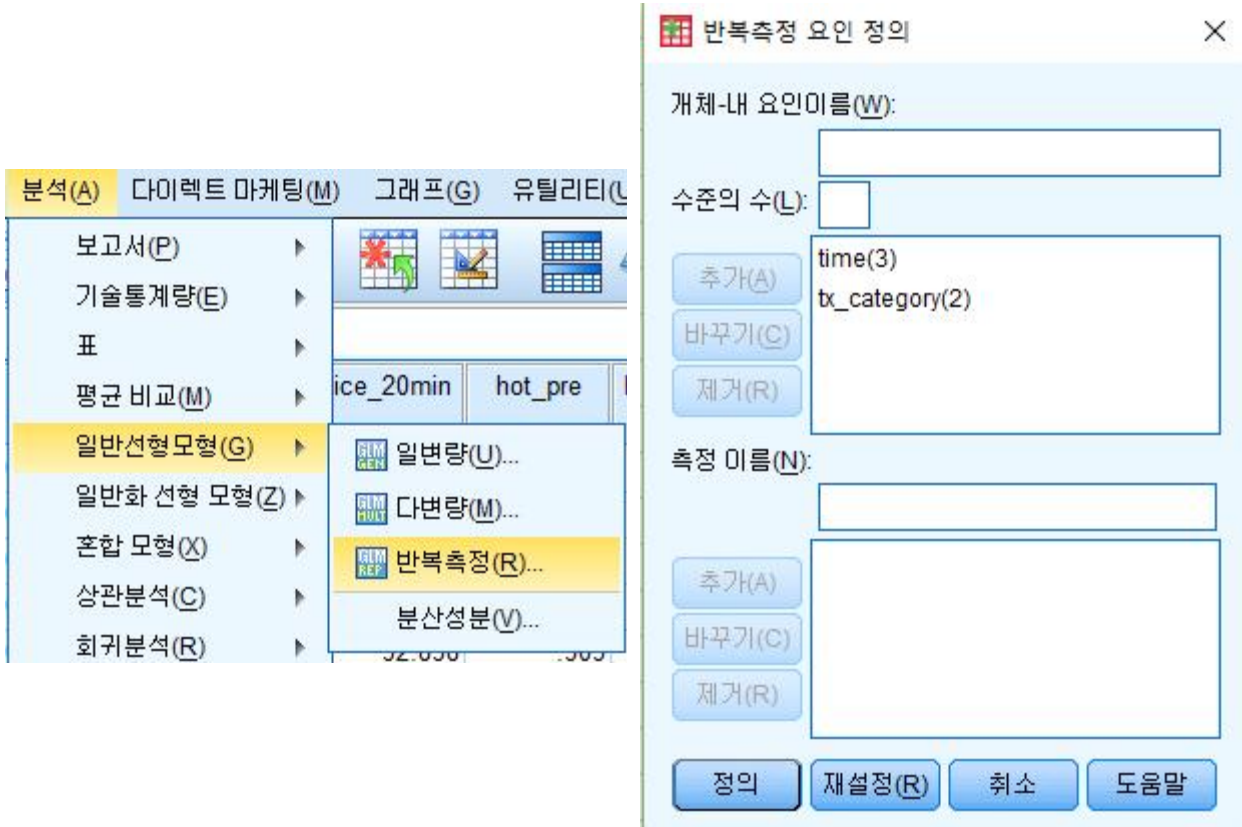 분석(A) 다이렉트 마케팅(M) 그래프(G) 유틸리티(U
보고서(P)
기술통계량(E)
표
평균 비교(M)
일반선형모형(G)
일반화 선형 모형(Z)
혼합 모형(X)
상관분석(C)
회귀분석(R)
ice_20min hot_pre
GLM GEN 일변량(U)...
GLM MULT 다변량(M)...
GLM REP 반복측정(R)...
분산성분(V)...
반복측정 요인 정의
개체-내 요인이름(W):
수준의 수(L):
추가(A)
바꾸기(C)
제거(R)
time(3)
tx_category(2)
측정 이름(N):
추가(A)
바꾸기(C)
제거(R)
정의 재설정(R) 취소 도움말